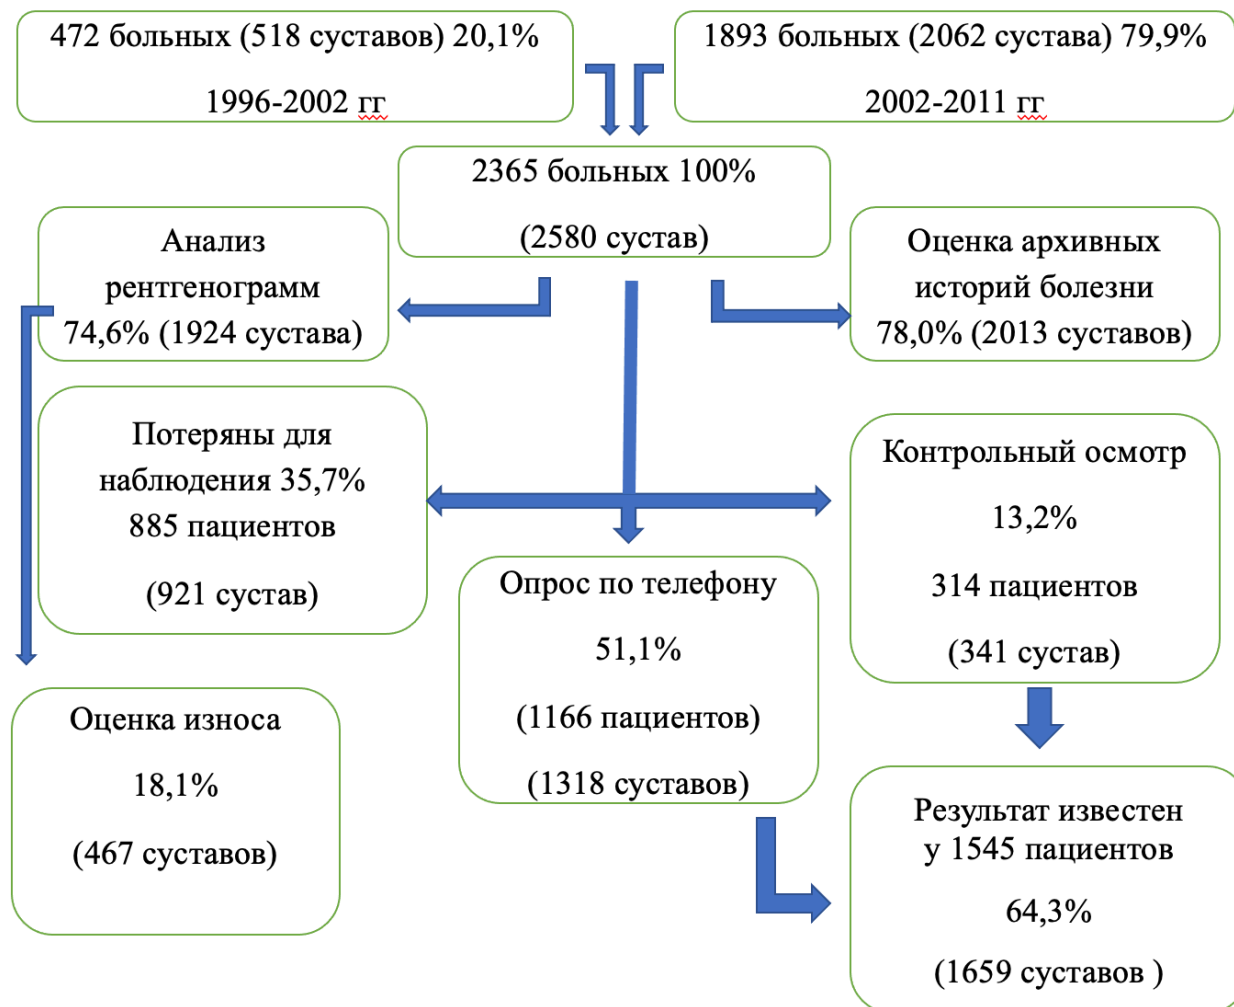 472 больных (518 суставов) 20,1%
1996-2002 гг
1893 больных (2062 сустава) 79,9%
2002-2011 гг
2365 больных 100%
(2580 сустав)
Анализ
рентгенограмм
74,6% (1924 сустава)
Оценка архивных
историй болезни
78,0% (2013 суставов)
Потеряны для
наблюдения 35,7%
885 пациентов
(921 сустав)
Контрольный осмотр
13,2%
314 пациентов
(341 сустав)
Опрос по телефону
51,1%
(1166 пациентов)
(1318 суставов)
Оценка износа
18,1%
(467 суставов)
Результат известен
у 1545 пациентов
64,3%
(1659 суставов )